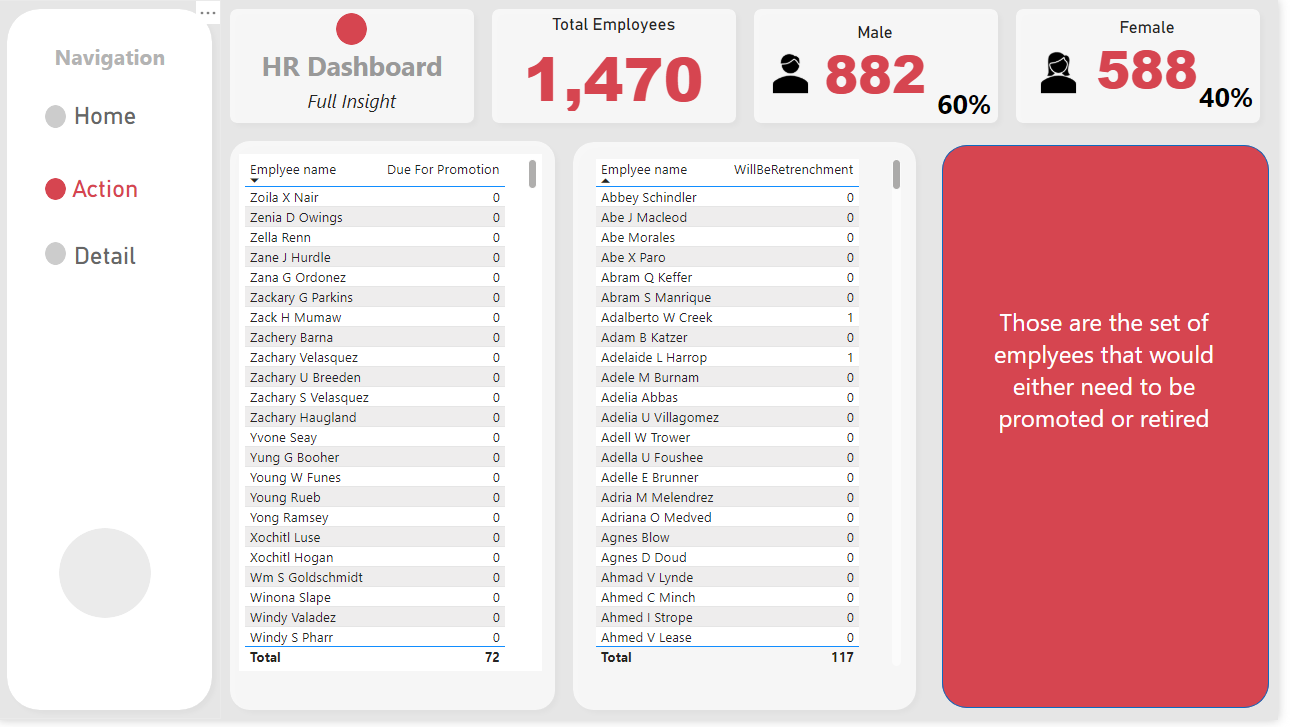 ...
Navigation
Home
Action
Detail
HR Dashboard
Full Insight
Total Employees
1,470
Male
882
60%
Female
588
40%
Emplyee name Due For Promotion
Zoila X Nair 0
Zenia D Owings 0
Zella Renn 0
Zane J Hurdle 0
Zana G Ordonez 0
Zackary G Parkins 0
Zack H Mumaw 0
Zachery Barna 0
Zachary Velasquez 0
Zachary U Breeden 0
Zachary S Velasquez 0
Zachary Haugland 0
Yvone Seay 0
Yung G Booher 0
Young W Funes 0
Young Rueb 0
Yong Ramsey 0
Xochitl Luse 0
Xochitl Hogan 0
Wm S Goldschmidt 0
Winona Slape 0
Windy Valadez 0
Windy S Pharr 0
Total 72
Emplyee name WillBeRetrenchment
Abbey Schindler 0
Abe J Macleod 0
Abe Morales 0
Abe X Paro 0
Abram Q Keffer 0
Abram S Manrique 0
Adalberto W Creek 1
Adam B Katzer 0
Adelaide L Harrop 1
Adele M Burnam 0
Adelia Abbas 0
Adelia U Villagomez 0
Adell W Trower 0
Adella U Foushee 0
Adelle E Brunner 0
Adria M Melendrez 0
Adriana O Medved 0
Agnes Blow 0
Agnes D Doud 0
Ahmad V Lynde 0
Ahmed C Minch 0
Ahmed I Strope 0
Ahmed V Lease 0
Total 117
Those are the set of
emplyees that would
either need to be
promoted or retired